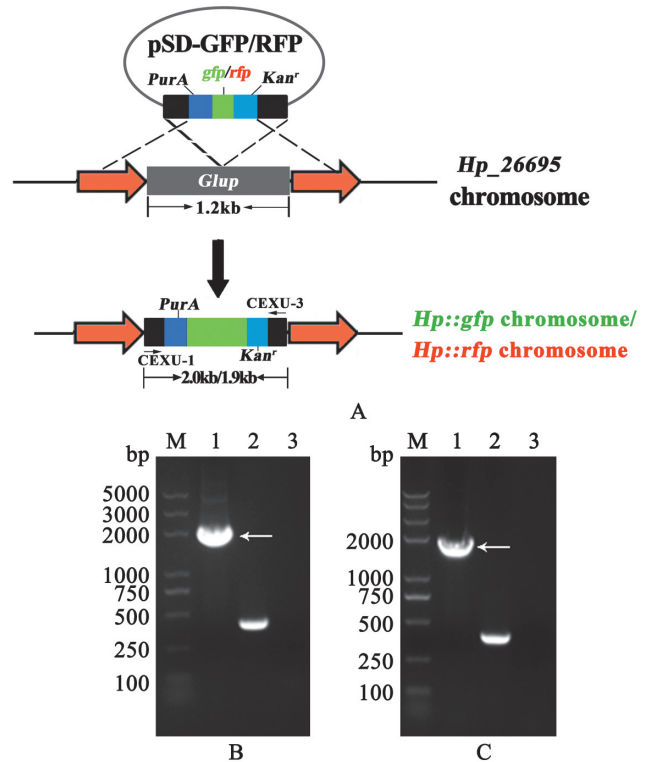 pSD-GFP/RFP
PurA gfp/rfp Kanʳ
Glup
Hp_26695
chromosome
1.2kb
PurA CEXU-3
Hp::gfp chromosome/
Hp::rfp chromosome
CEXU-1 Kanʳ
2.0kb/1.9kb
A
bp M 1 2 3
5000
3000
2000
1000
750
500
250
100
B
bp M 1 2 3
2000
1000
750
500
250
100
C